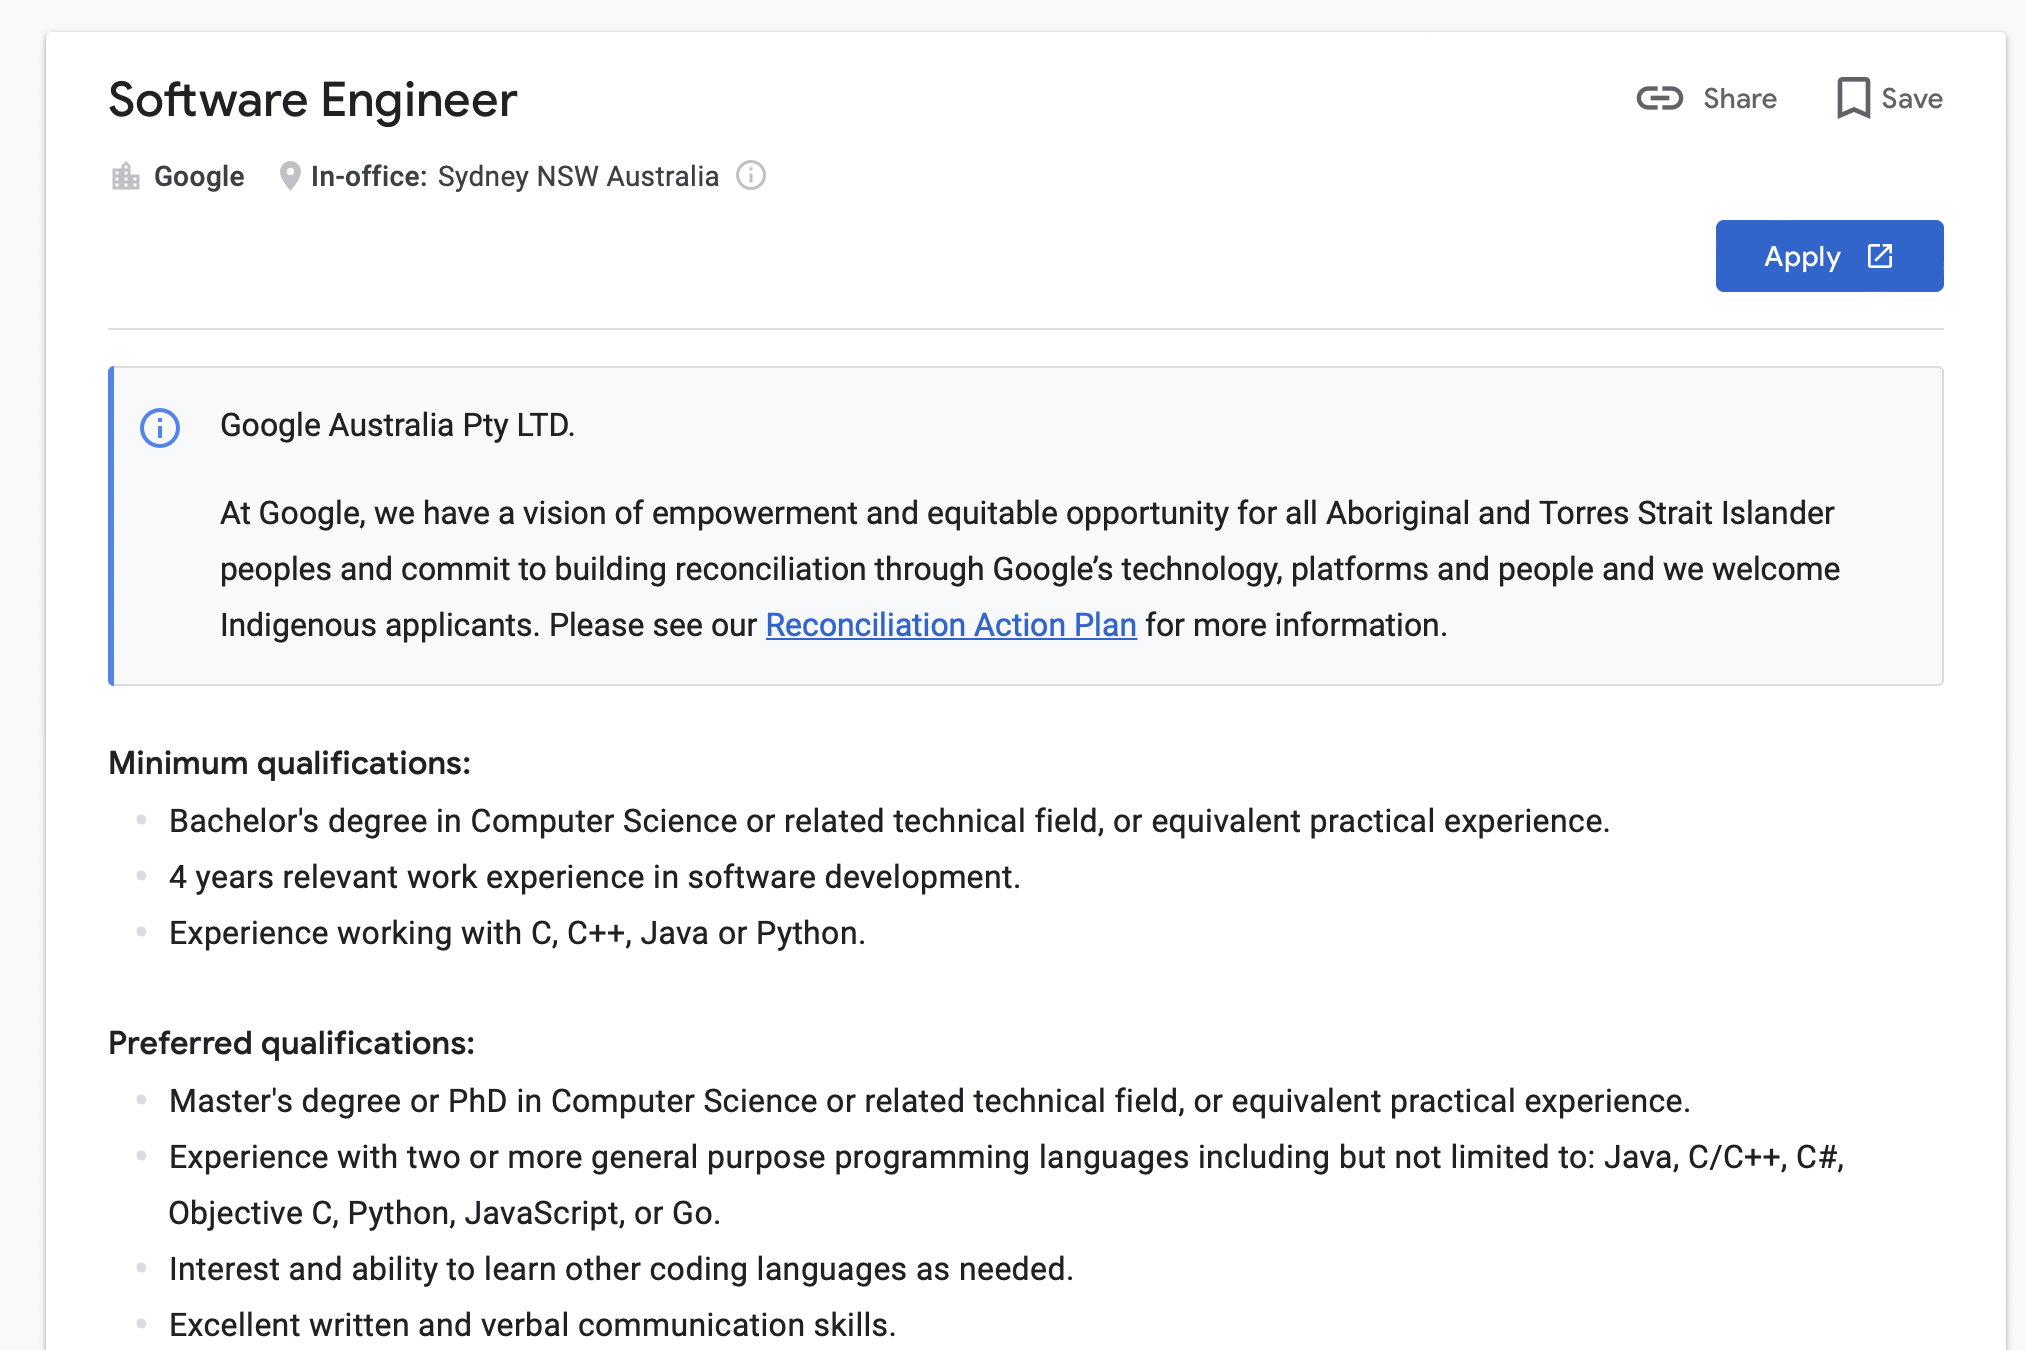 Software Engineer
Share
Save
Google In-office: Sydney NSW Australia
Apply
Google Australia Pty LTD.
At Google, we have a vision of empowerment and equitable opportunity for all Aboriginal and Torres Strait Islander
peoples and commit to building reconciliation through Google’s technology, platforms and people and we welcome
Indigenous applicants. Please see our Reconciliation Action Plan for more information.
Minimum qualifications:
Bachelor's degree in Computer Science or related technical field, or equivalent practical experience.
4 years relevant work experience in software development.
Experience working with C, C++, Java or Python.
Preferred qualifications:
Master's degree or PhD in Computer Science or related technical field, or equivalent practical experience.
Experience with two or more general purpose programming languages including but not limited to: Java, C/C++, C#,
Objective C, Python, JavaScript, or Go.
Interest and ability to learn other coding languages as needed.
Excellent written and verbal communication skills.